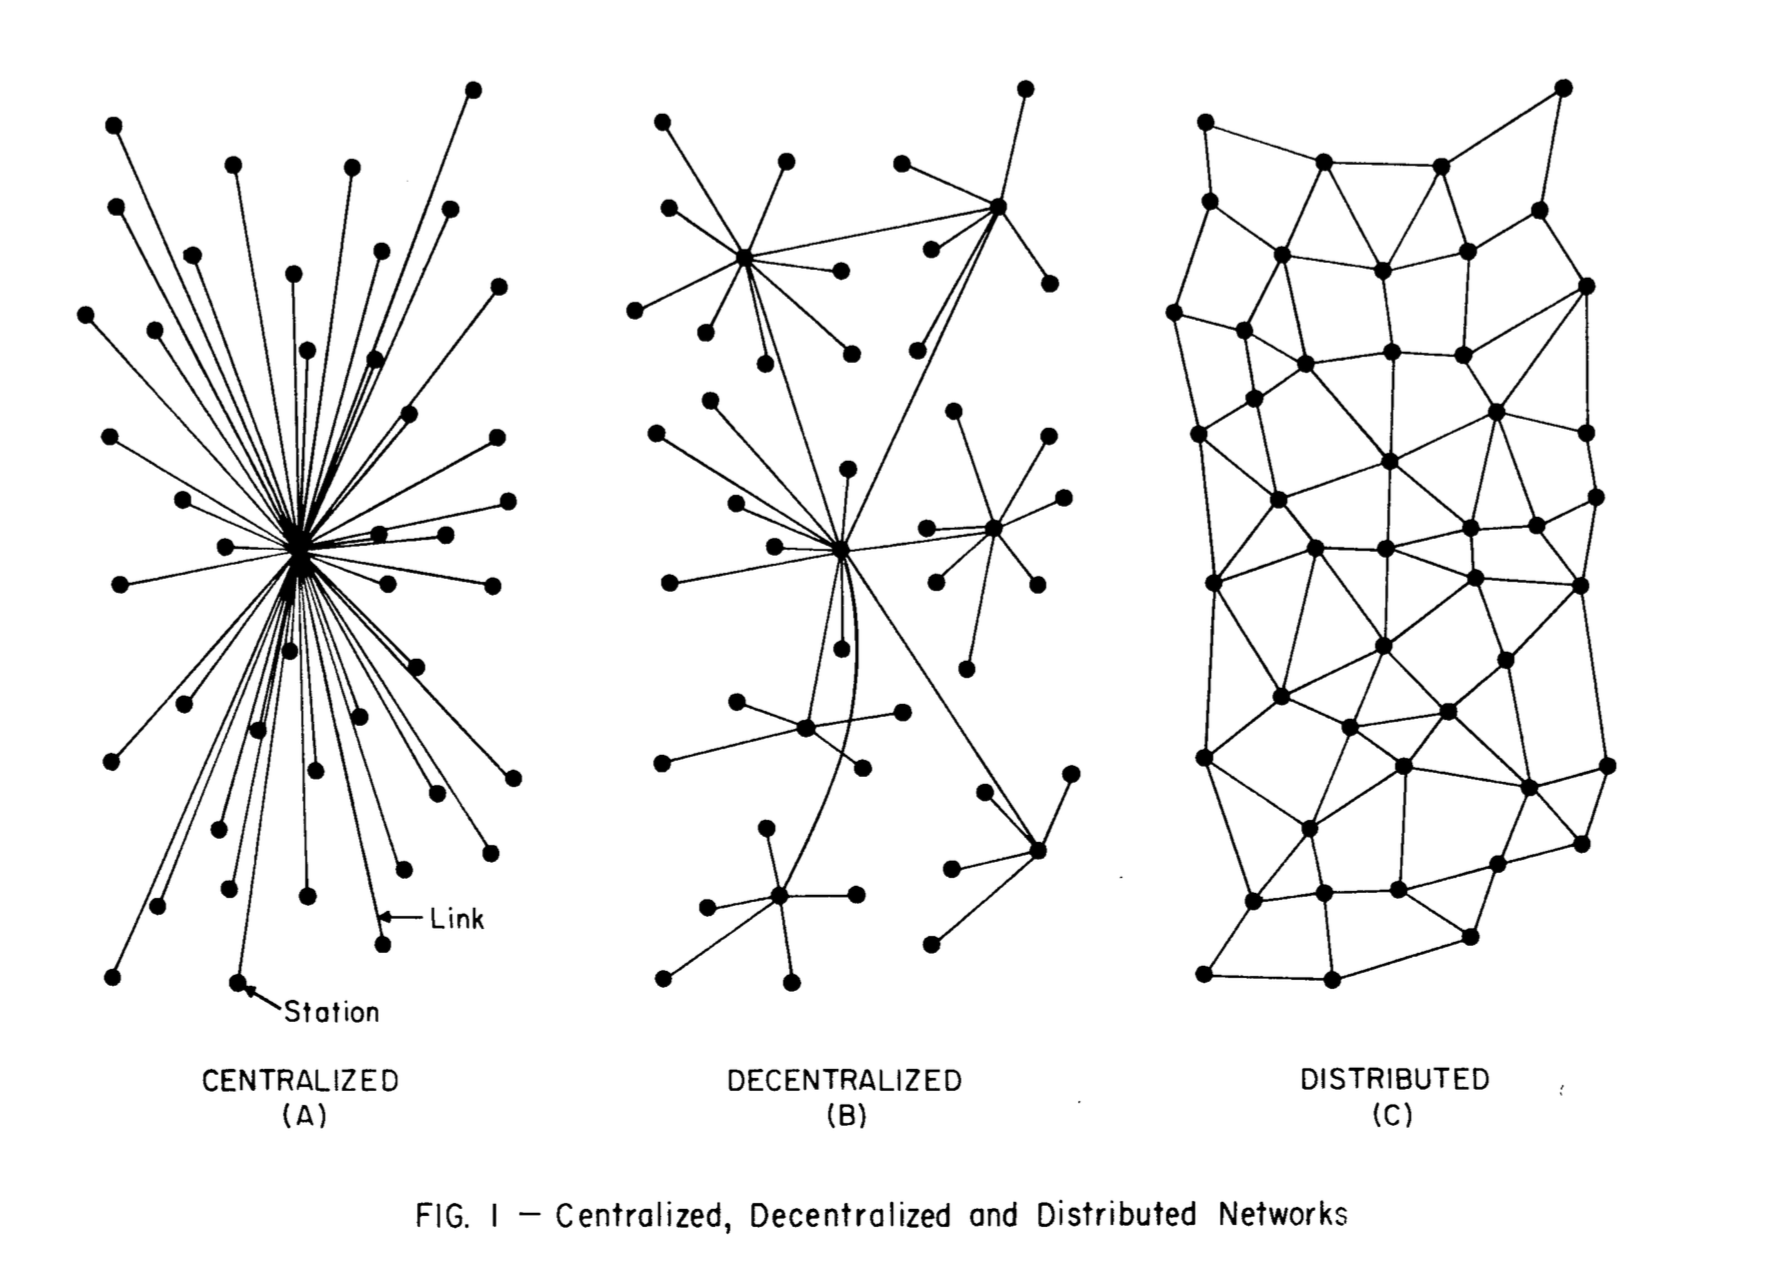 Link
Station
CENTRALIZED
(A)
DECENTRALIZED
(B)
DISTRIBUTED
(C)
FIG. I — Centralized, Decentralized and Distributed Networks